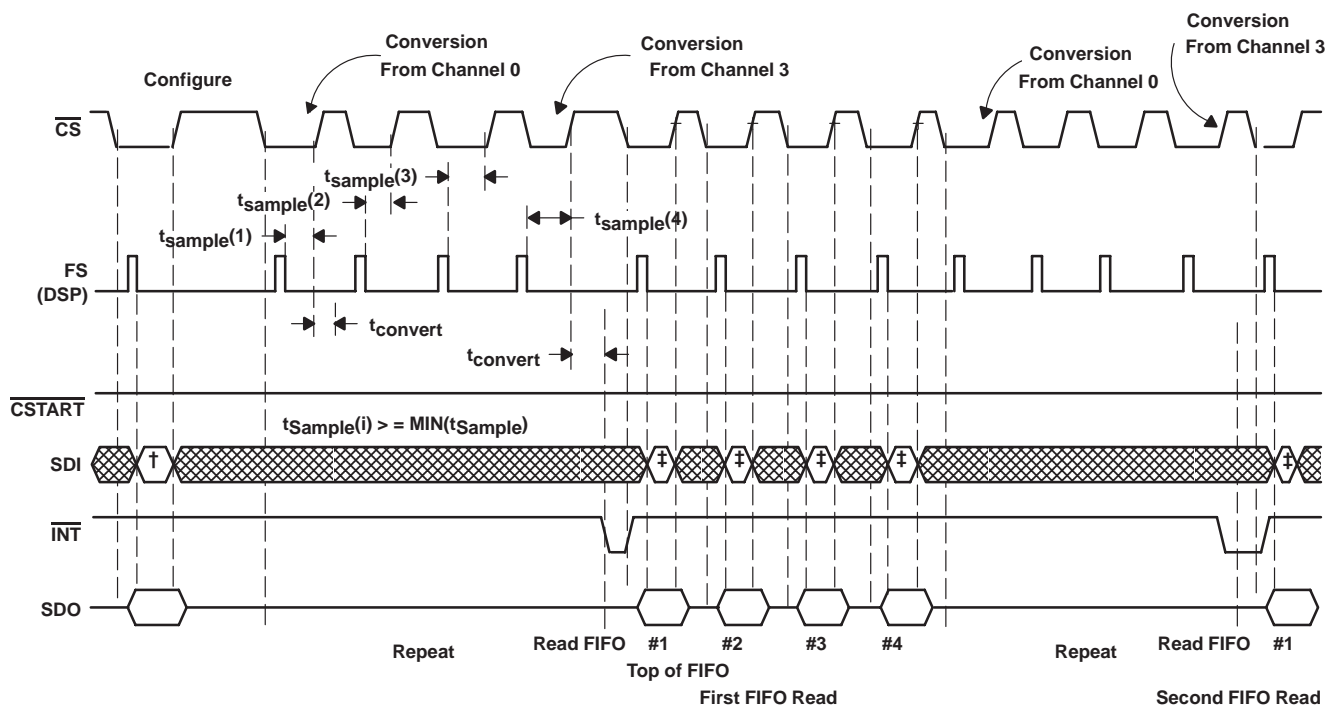 Conversion
From Channel 3
Conversion
From Channel 0
Conversion
From Channel 3
Configure
Conversion
From Channel 0
CS
tsample(3)
tsample(2)
tsample(4)
tsample(1)
FS
(DSP)
tconvert
tconvert
CSTART
tSample(i) > = MIN(tSample)
SDI
†
‡
‡
‡
‡
‡
INT
SDO
Repeat
Read FIFO
#1
#2
#3
#4
Repeat
Read FIFO
#1
Top of FIFO
First FIFO Read
Second FIFO Read